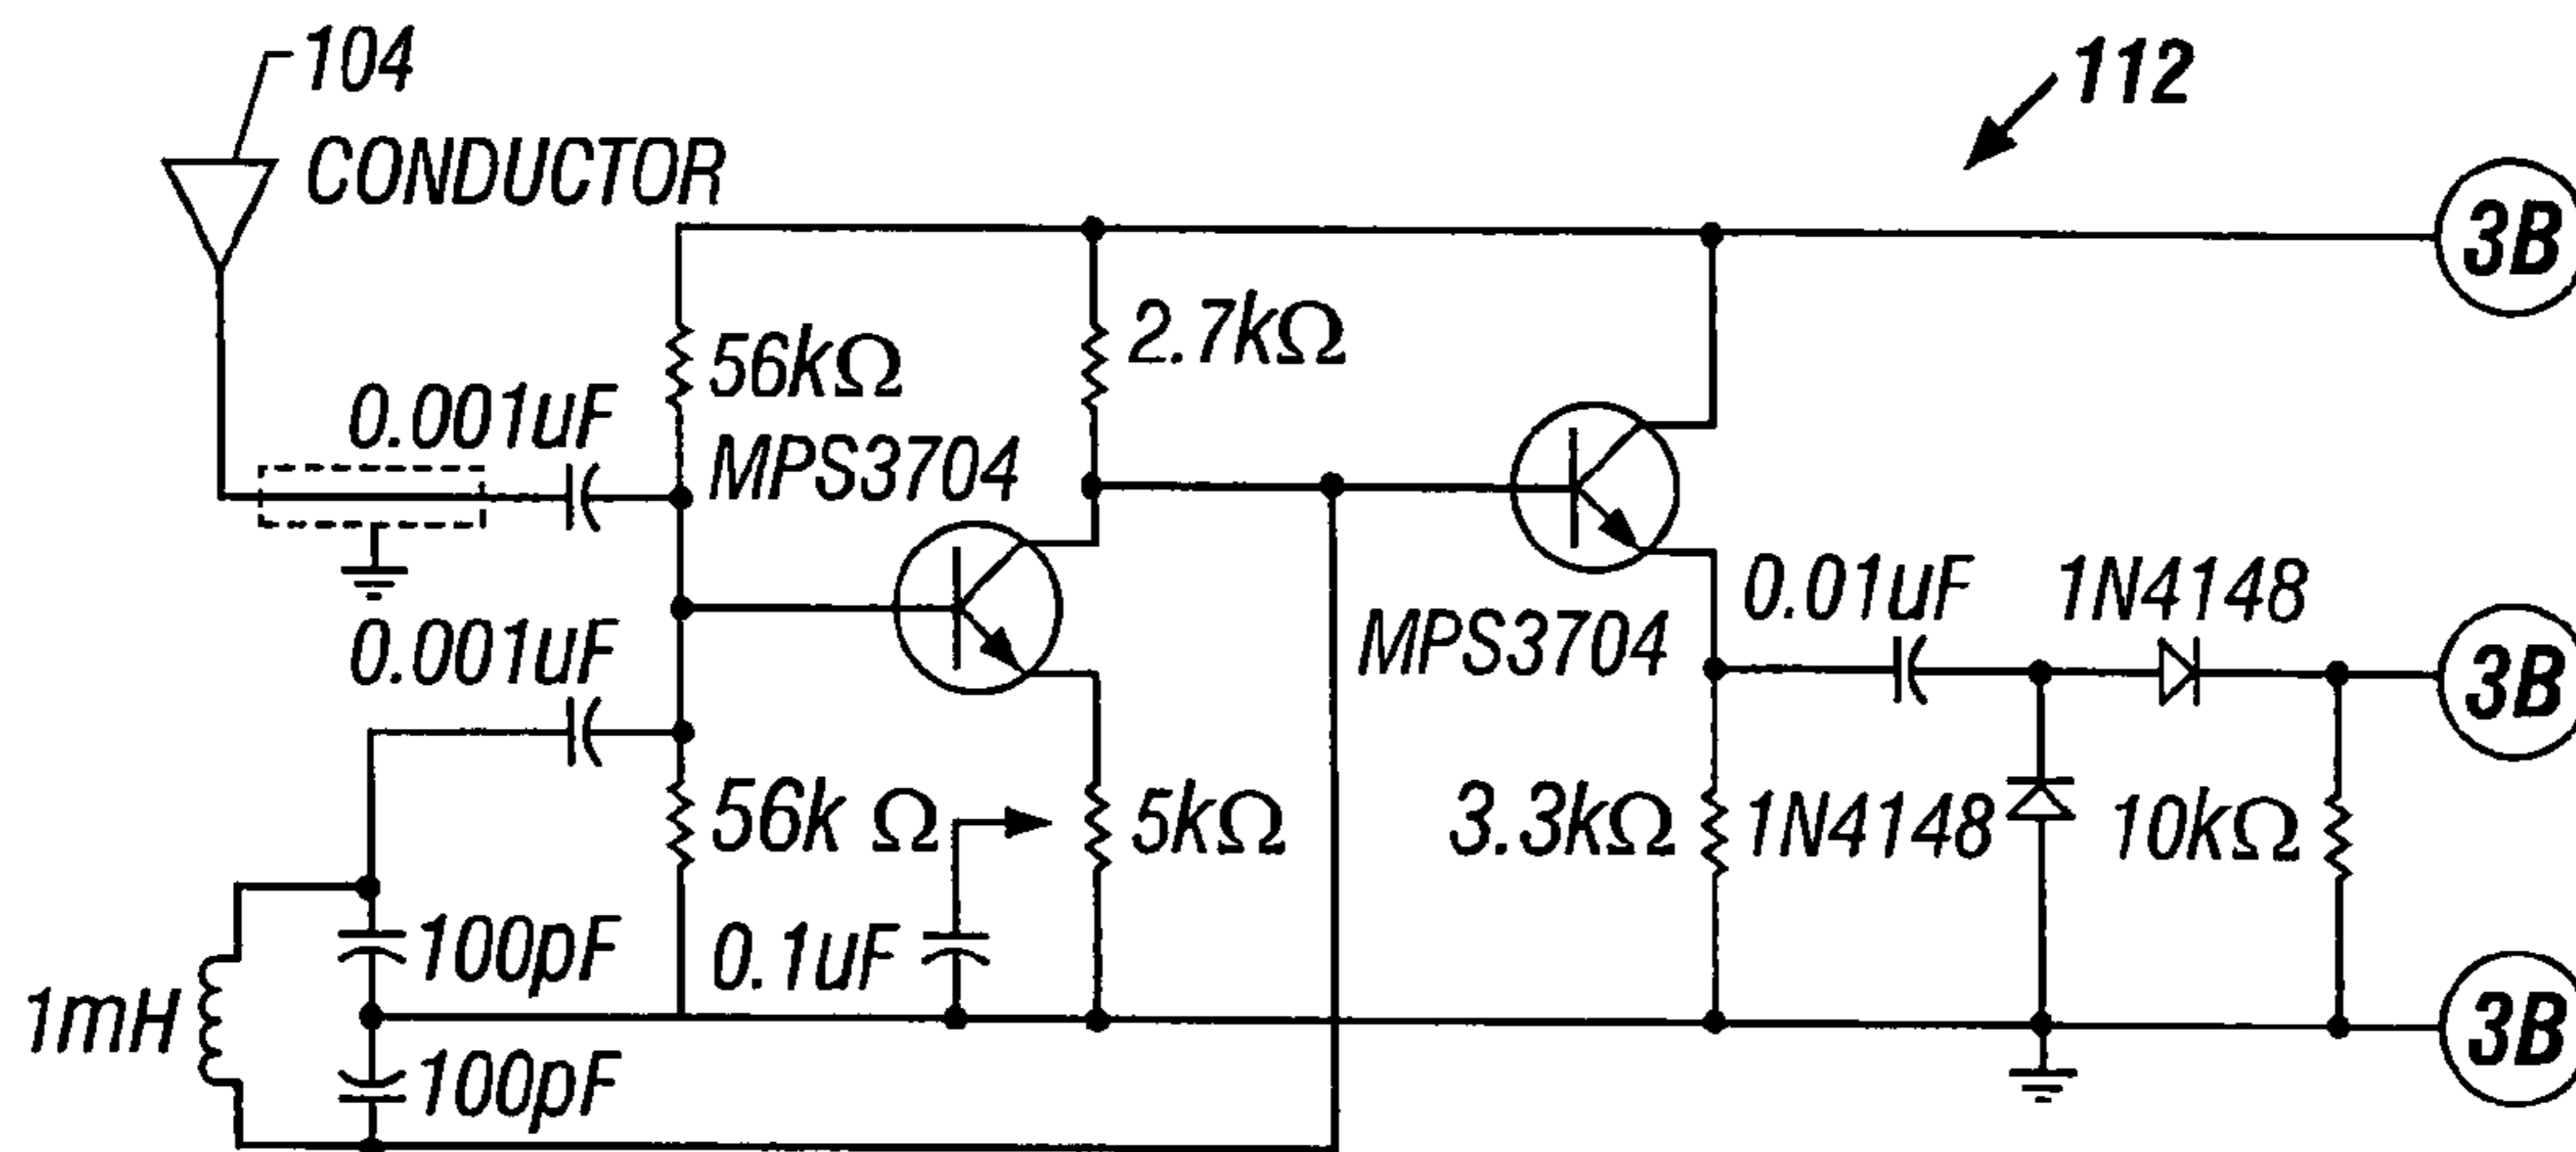 104
CONDUCTOR
112
3B
56kΩ
2.7kΩ
0.001uF
MPS3704
0.001uF
MPS3704
0.01uF
1N4148
3B
56k Ω
5kΩ
3.3kΩ
1N4148
10kΩ
100pF
0.1uF
1mH
100pF
3B